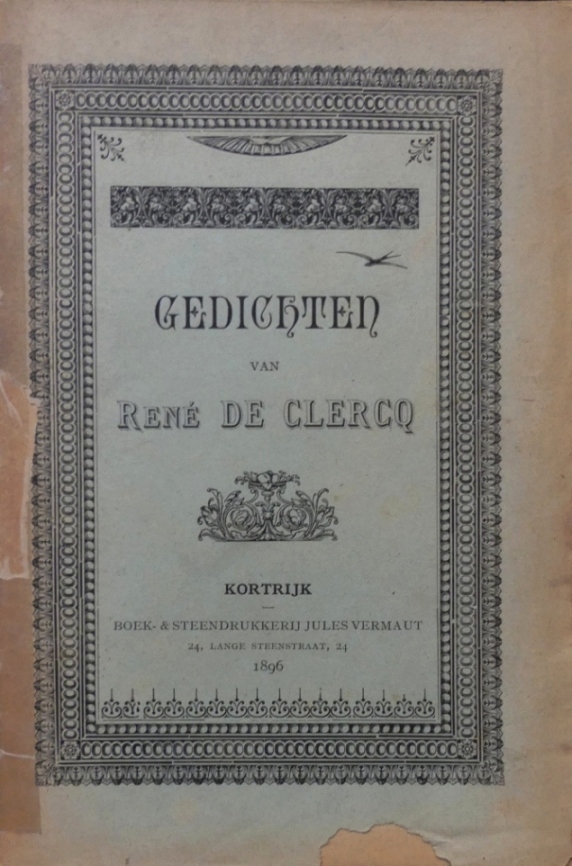 GEDICHTEN
VAN
RENÉ DE CLERCQ
KORTRIJK
BOEK- & STEENDRUKKERIJ JULES VERMAUT
24, LANGE STEENSTRAAT, 24
1896